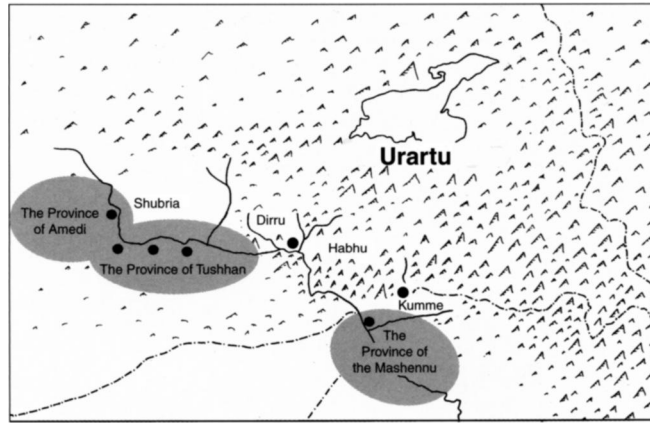 Urartu
Shubria
The Province
of Amedi
Dirru
Habhu
The Province of Tushhan
Kumme
The
Province of
the Mashennu